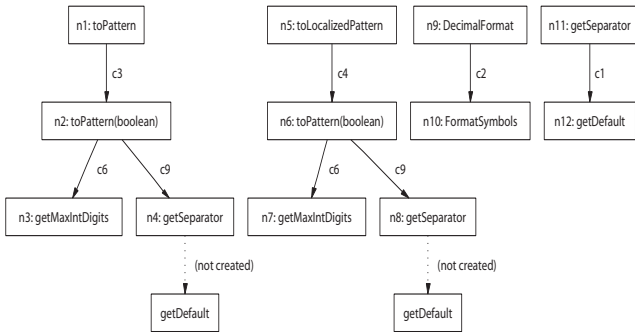 n1: toPattern
n5: toLocalizedPattern
n9: DecimalFormat
n11: getSeparator
c3
c4
c2
c1
n2: toPattern(boolean)
n6: toPattern(boolean)
n10: FormatSymbols
n12: getDefault
c6
c9
c6
c9
n3: getMaxIntDigits
n4: getSeparator
n7: getMaxIntDigits
n8: getSeparator
(not created)
(not created)
getDefault
getDefault